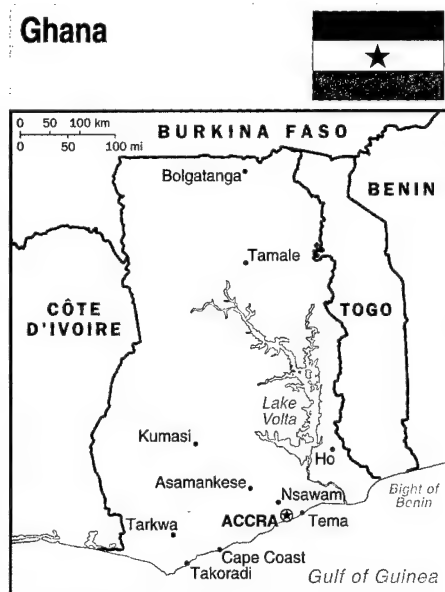 Ghana
0 50 100 km
0 50 100 mi
BURKINA FASO
Bolgatanga
BENIN
Tamale
CÔTE
D'IVOIRE
TOGO
Lake
Volta
Kumasi
Ho
Asamankese
Nsawam
Bight of
Benin
ACCRA
Tema
Tarkwa
Cape Coast
Takoradi
Gulf of Guinea